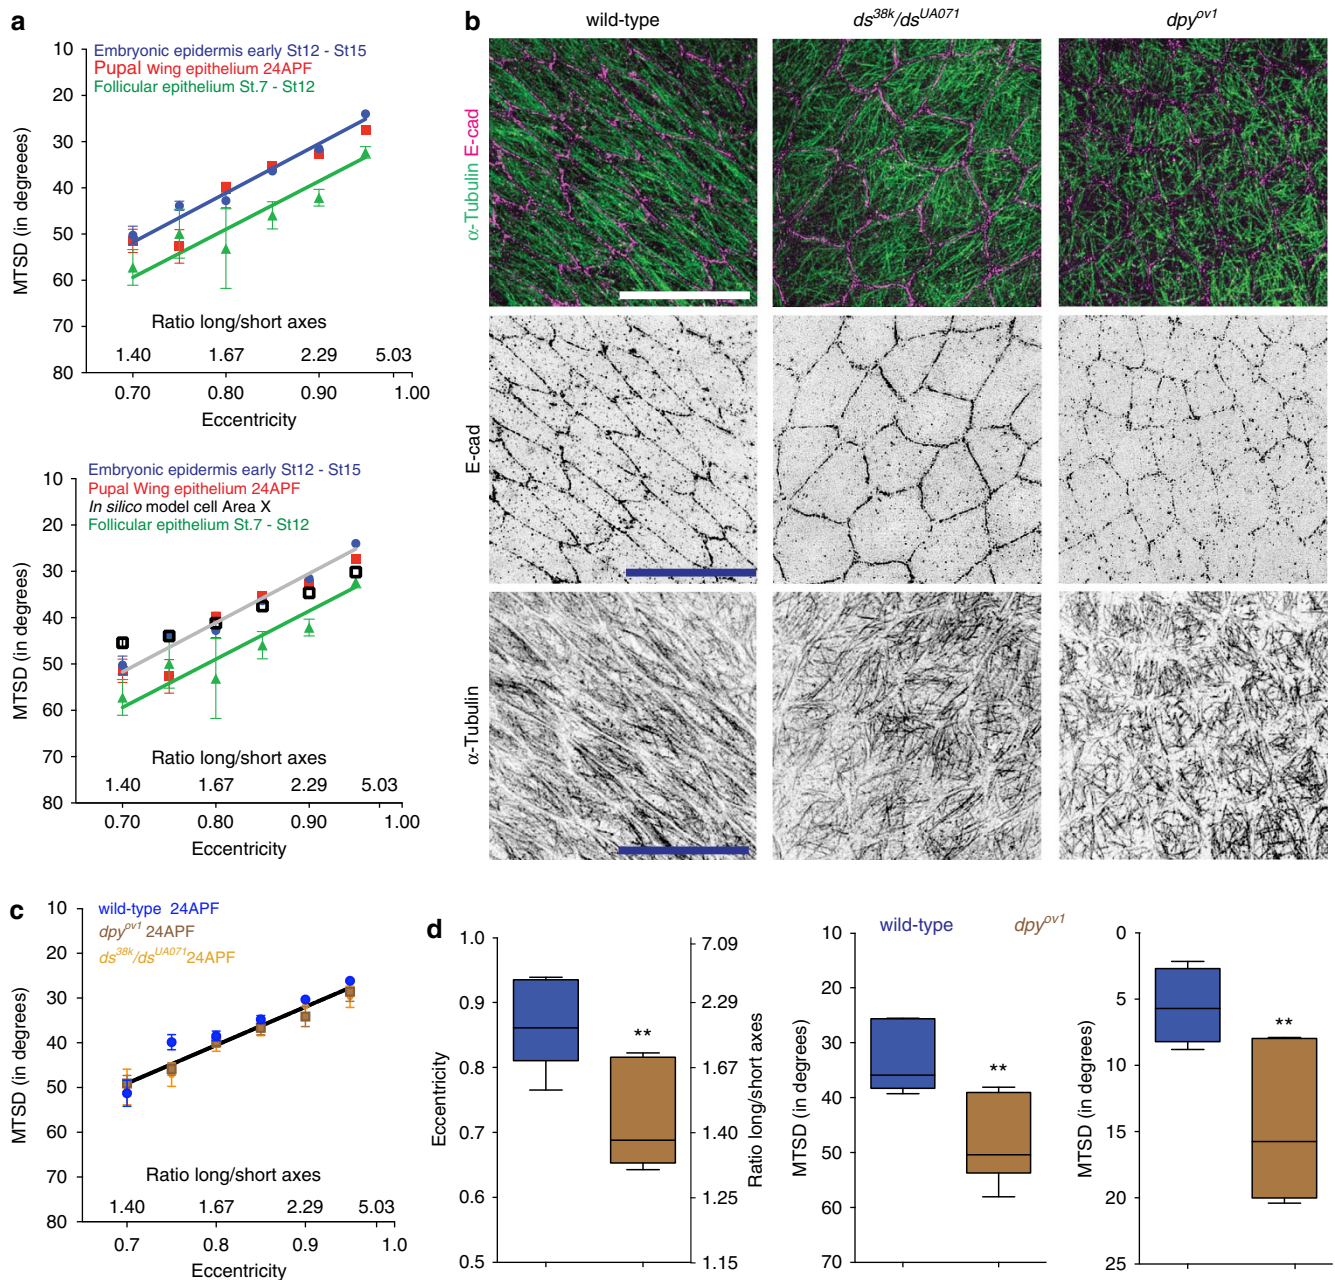 a
Embryonic epidermis early St12 - St15
Pupal wing epithelium 24APF
Follicular epithelium St.7 - St12
MTSD (in degrees)
10
20
30
40
50
60
70
80
Ratio long/short axes
1.40 1.67 2.29 5.03
0.70 0.80 0.90 1.00
Eccentricity
Embryonic epidermis early St12 - St15
Pupal Wing epithelium 24APF
In silico model cell Area X
Follicular epithelium St.7 - St12
MTSD (in degrees)
10
20
30
40
50
60
70
80
Ratio long/short axes
1.40 1.67 2.29 5.03
0.70 0.80 0.90 1.00
Eccentricity
b
wild-type ds38k/dsUA071 dpyov1
α-Tubulin E-cad
E-cad
α-Tubulin
c
wild-type 24APF
dpyov1 24APF
ds38k/dsUA071 24APF
MTSD (in degrees)
10
20
30
40
50
60
70
80
Ratio long/short axes
1.40 1.67 2.29 5.03
0.7 0.8 0.9 1.0
Eccentricity
d
wild-type dpyov1
Eccentricity
1.0
0.9
0.8
0.7
0.6
0.5
**
7.09
2.29
1.67
1.40
1.25
1.15
Ratio long/short axes
MTSD (in degrees)
10
20
30
40
50
60
70
**
MTSD (in degrees)
0
5
10
15
20
25
**